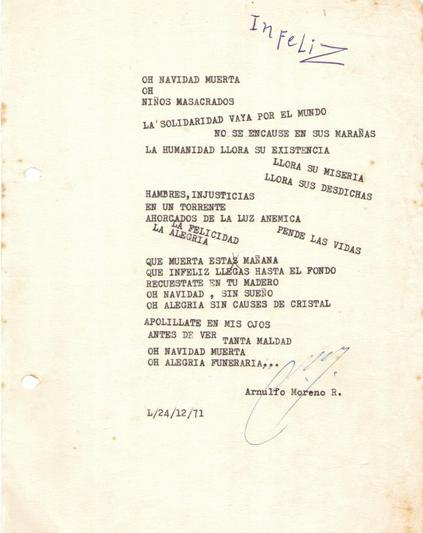 Infeliz
OH NAVIDAD MUERTA
OH
NIÑOS MASACRADOS
LA SOLIDARIDAD VAYA POR EL MUNDO
NO SE ENCAUSE EN SUS MARAÑAS
LA HUMANIDAD LLORA SU EXISTENCIA
LLORA SU MISERIA
LLORA SUS DESDICHAS
HAMBRES, INJUSTICIAS
EN UN TORRENTE
AHORCADOS DE LA LUZ ANEMICA
LA FELICIDAD
LA ALEGRIA
PENDE LAS VIDAS
QUE MUERTA ESTAS MAÑANA
QUE INFELIZ LLEGAS HASTA EL FONDO
RECUESTATE EN TU MADERO
OH NAVIDAD , SIN SUEÑO
OH ALEGRIA SIN CAUSES DE CRISTAL
APOLILLATE EN MIS OJOS
ANTES DE VER
TANTA MALDAD
OH NAVIDAD MUERTA
OH ALEGRIA FUNERARIA...
Arnulfo Moreno R.
L/24/12/71